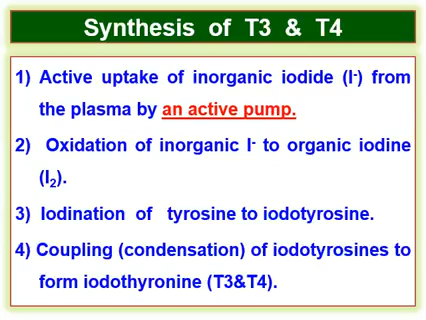 Synthesis of T3 & T4
1) Active uptake of inorganic iodide (I-) from
the plasma by an active pump.
2) Oxidation of inorganic I- to organic iodine
(I2).
3) Iodination of tyrosine to iodotyrosine.
4) Coupling (condensation) of iodotyrosines to
form iodothyronine (T3&T4).